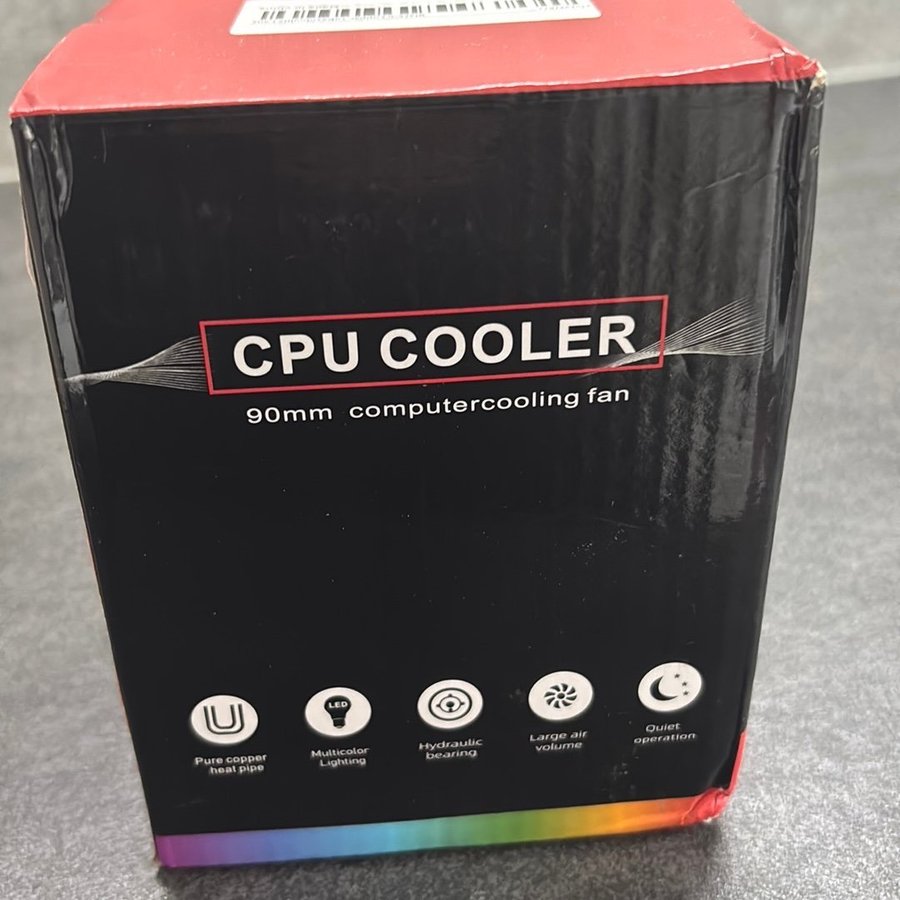 CPU COOLER
90mm computercooling fan
LED
Pure copper
heat pipe
Multicolor
Lighting
Hydraulic
bearing
Large air
volume
Quiet
operation